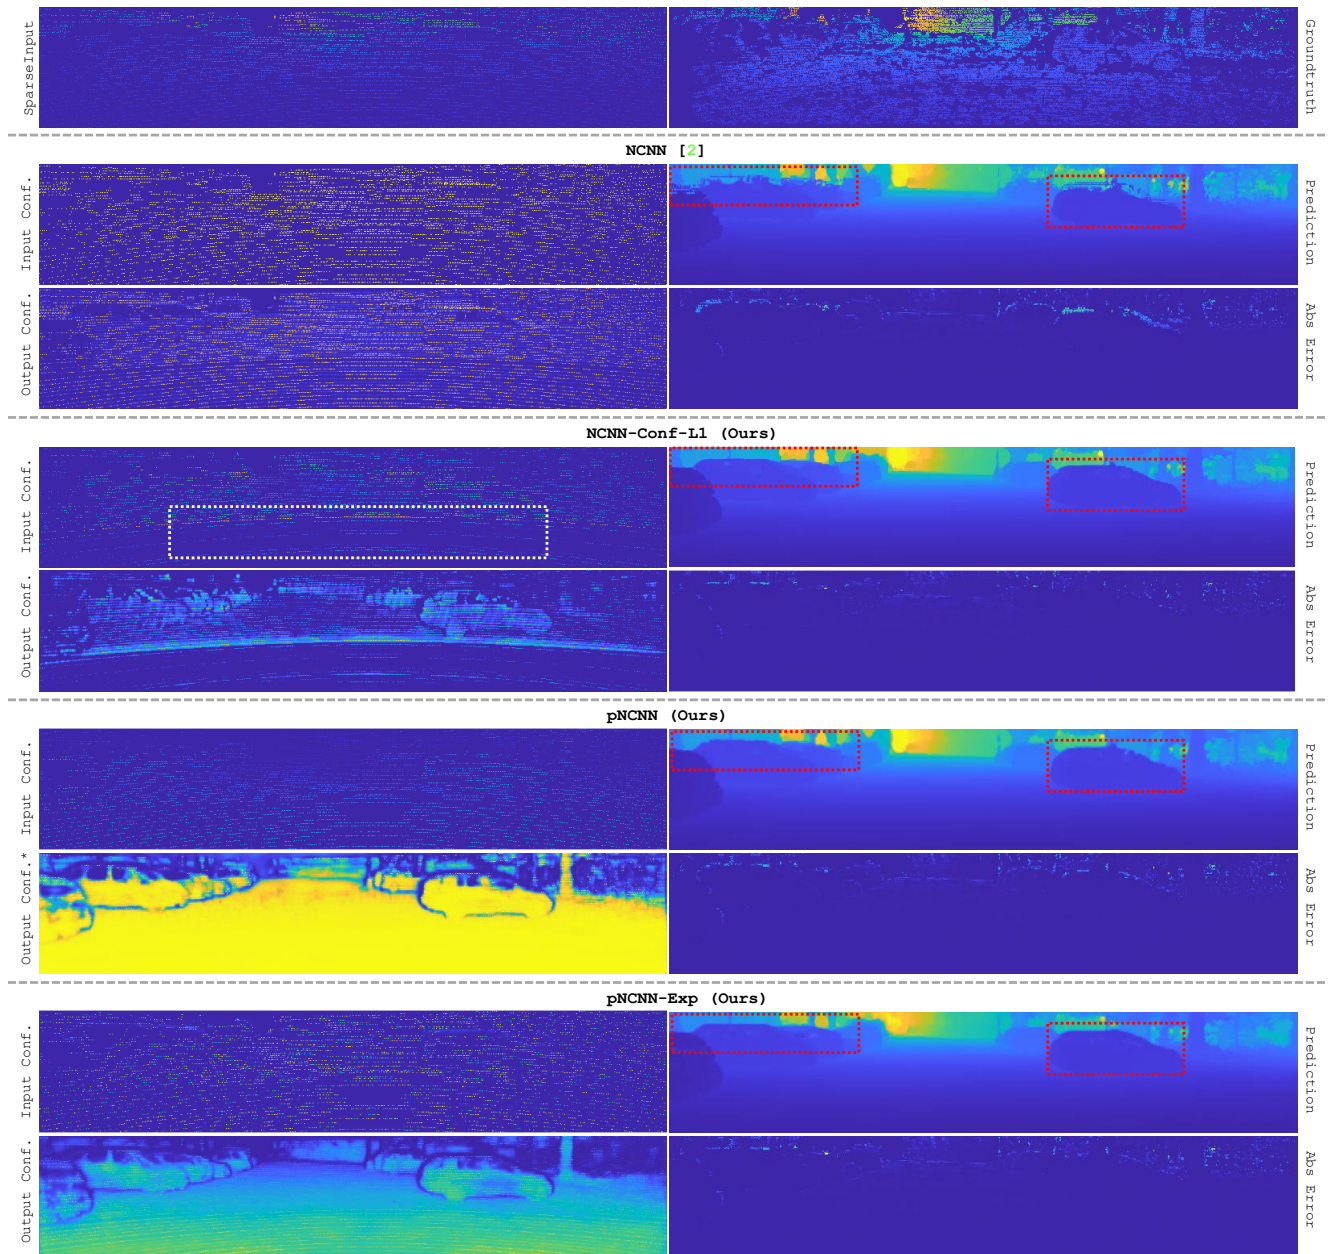 SparseInput
Groundtruth
NCNN [2]
Input Conf.
Prediction
Output Conf.
Abs Error
NCNN-Conf-L1 (Ours)
Input Conf.
Prediction
Output Conf.
Abs Error
pNCNN (Ours)
Input Conf.
Prediction
Output Conf.*
Abs Error
pNCNN-Exp (Ours)
Input Conf.
Prediction
Output Conf.
Abs Error